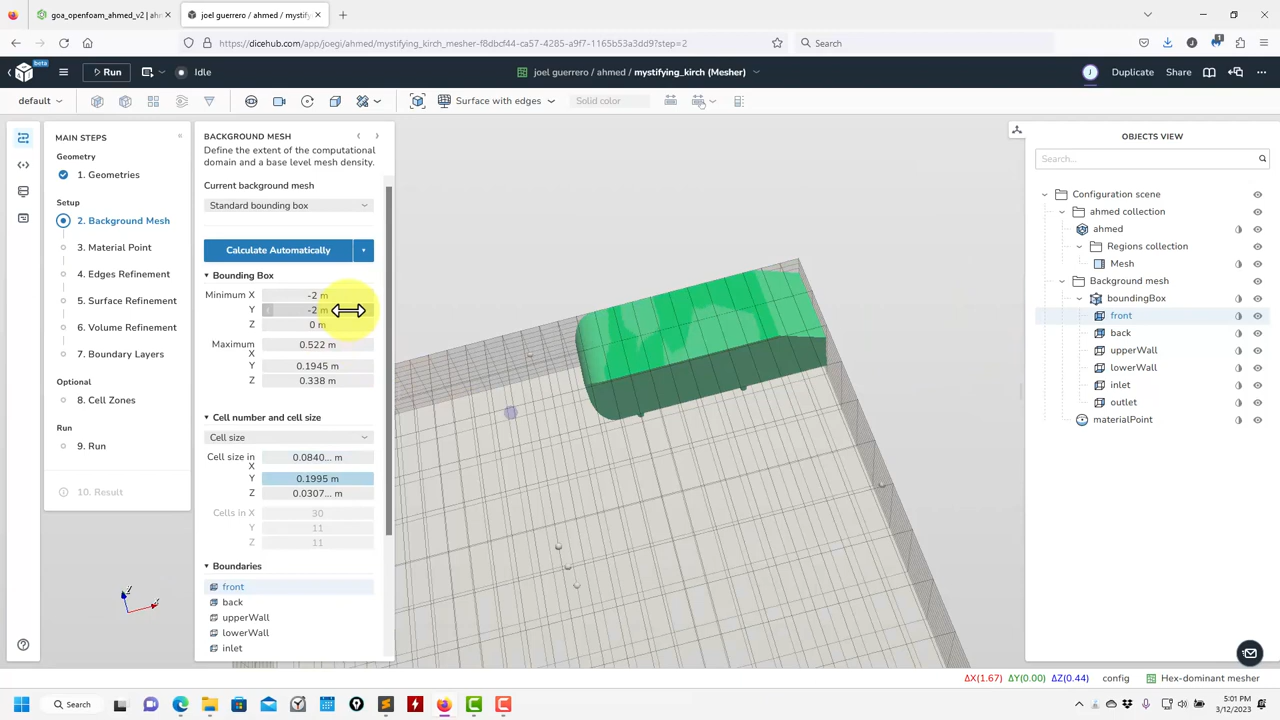 goa_openfoam_ahmed_v2 | ahm
joel guerrero / ahmed / mystify
https://dicehub.com/app/joegi/ahmed/mystifying_kirch_mesher-f8dbcf44-ca57-4285-a9f7-1165b53a3dd9?step=2
Search
beta
Run
Idle
joel guerrero / ahmed / mystifying_kirch (Mesher)
J
Duplicate
Share
default
Surface with edges
Solid color
MAIN STEPS
Geometry
1. Geometries
Setup
2. Background Mesh
3. Material Point
4. Edges Refinement
5. Surface Refinement
6. Volume Refinement
7. Boundary Layers
Optional
8. Cell Zones
Run
9. Run
10. Result
BACKGROUND MESH
Define the extent of the computational
domain and a base level mesh density.
Current background mesh
Standard bounding box
Calculate Automatically
Bounding Box
Minimum X -2 m
Y -2 m
Z 0 m
Maximum X 0.522 m
Y 0.1945 m
Z 0.338 m
Cell number and cell size
Cell size
Cell size in X 0.0840... m
Y 0.1995 m
Z 0.0307... m
Cells in X 30
Y 11
Z 11
Boundaries
front
back
upperWall
lowerWall
inlet
Z
X
OBJECTS VIEW
Search...
Configuration scene
ahmed collection
ahmed
Regions collection
Mesh
Background mesh
boundingBox
front
back
upperWall
lowerWall
inlet
outlet
materialPoint
ΔX(1.67) ΔY(0.00) ΔZ(0.44) config Hex-dominant mesher
Search
5:01 PM
3/12/2023